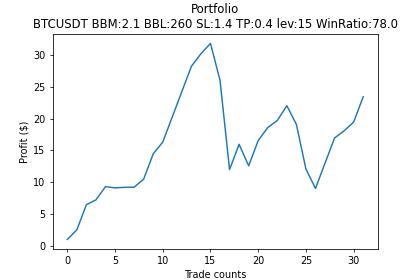 Portfolio
BTCUSDT BBM:2.1 BBL:260 SL:1.4 TP:0.4 lev:15 WinRatio:78.0
30
25
20
15
10
5
0
Profit ($)
0 5 10 15 20 25 30
Trade counts